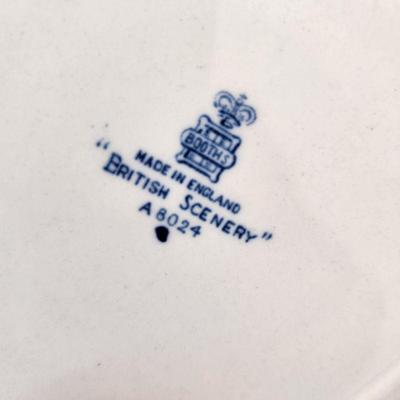 BOOTHS
MADE IN ENGLAND
"BRITISH SCENERY"
A 8024